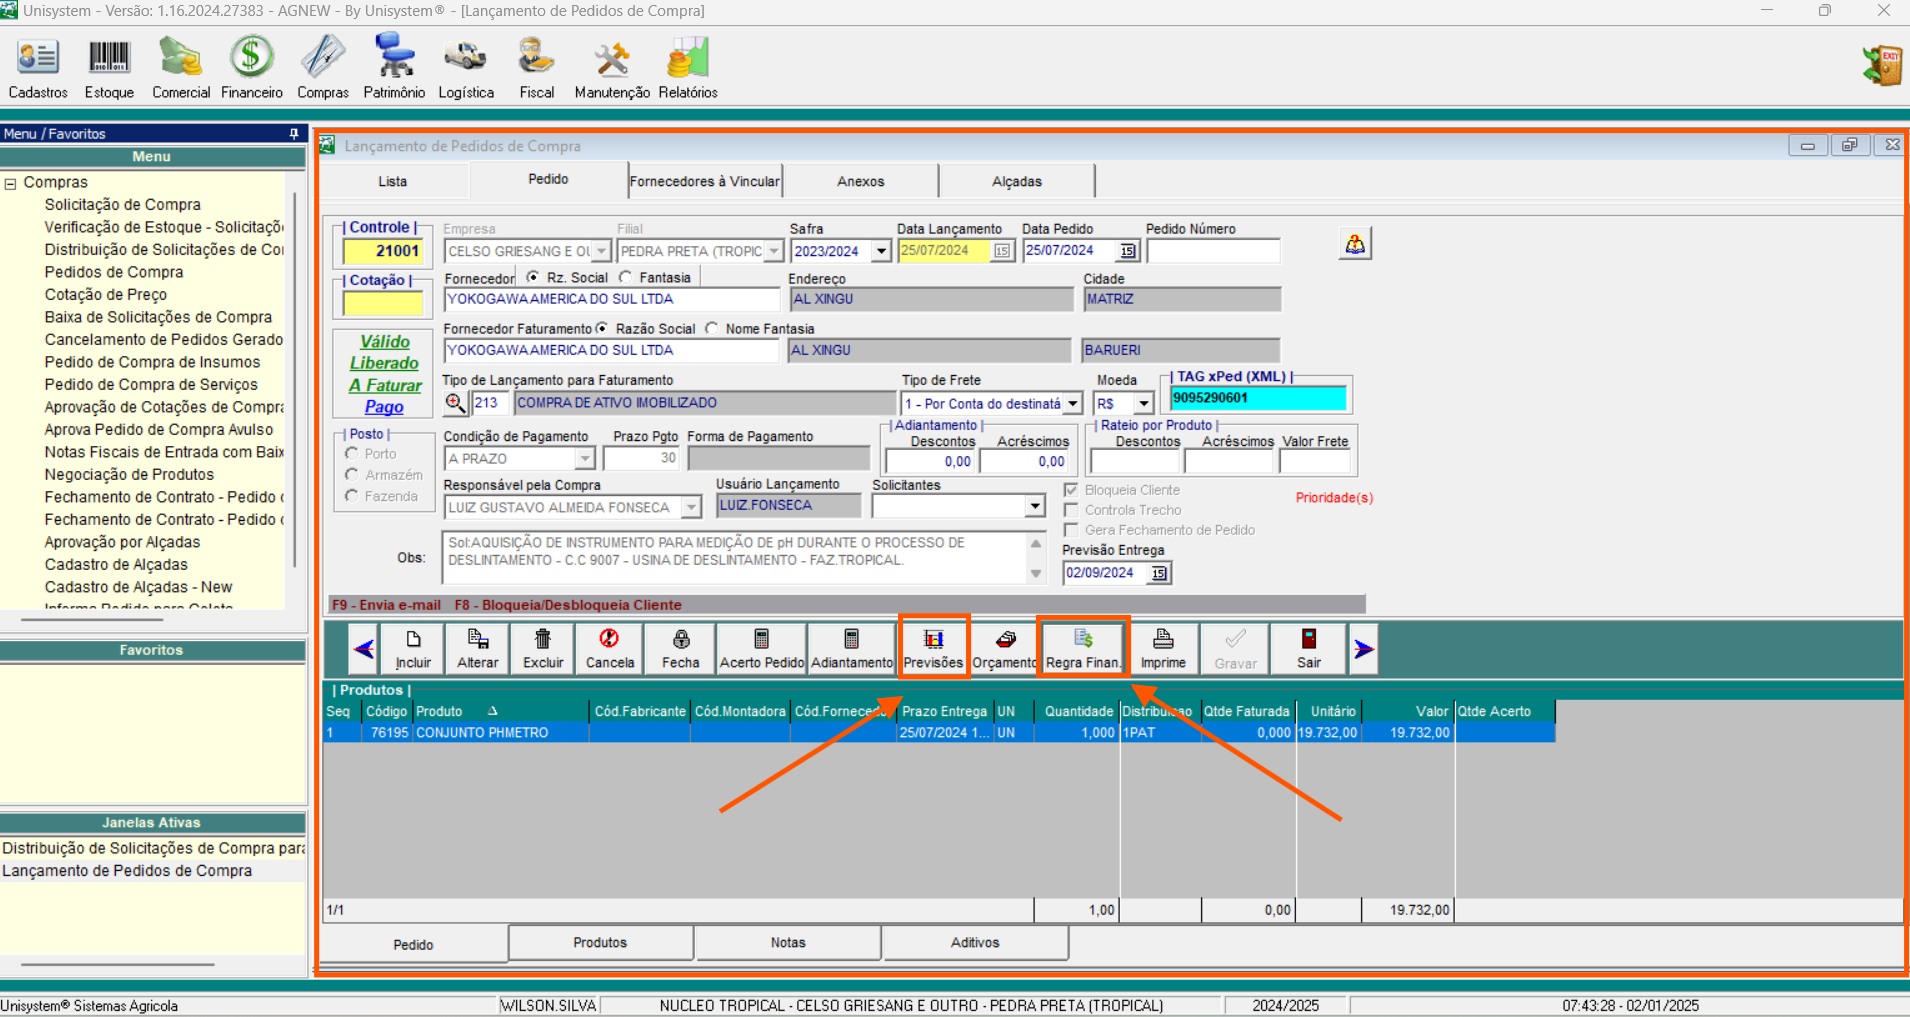 Unisystem - Versão: 1.16.2024.27383 - AGNEW - By Unisystem® - [Lançamento de Pedidos de Compra]
Cadastros Estoque Comercial Financeiro Compras Patrimônio Logística Fiscal Manutenção Relatórios
EXIT
Menu / Favoritos
Menu
Compras
Solicitação de Compra
Verificação de Estoque - Solicitaçõ
Distribuição de Solicitações de Co
Pedidos de Compra
Cotação de Preço
Baixa de Solicitações de Compra
Cancelamento de Pedidos Gerado
Pedido de Compra de Insumos
Pedido de Compra de Serviços
Aprovação de Cotações de Compra
Aprova Pedido de Compra Avulso
Notas Fiscais de Entrada com Baix
Negociação de Produtos
Fechamento de Contrato - Pedido
Fechamento de Contrato - Pedido
Aprovação por Alçadas
Cadastro de Alçadas
Cadastro de Alçadas - New
Informa Pedido para Coleta
Favoritos
Janelas Ativas
Distribuição de Solicitações de Compra para
Lançamento de Pedidos de Compra
Lançamento de Pedidos de Compra
Lista Pedido Fornecedores à Vincular Anexos Alçadas
| Controle | Empresa Filial Safra Data Lançamento Data Pedido Pedido Número
21001 CELSO GRIESANG E OU PEDRA PRETA (TROPIC 2023/2024 25/07/2024 15 25/07/2024 15
| Cotação | Fornecedor Rz. Social Fantasia Endereço Cidade
YOKOGAWA AMERICA DO SUL LTDA AL XINGU MATRIZ
Fornecedor Faturamento Razão Social Nome Fantasia
Válido
Liberado
A Faturar
Pago
YOKOGAWA AMERICA DO SUL LTDA AL XINGU BARUERI
Tipo de Lançamento para Faturamento Tipo de Frete Moeda | TAG xPed (XML) |
213 COMPRA DE ATIVO IMOBILIZADO 1 - Por Conta do destinatá R$ 9095290601
| Posto |
Porto
Armazém
Fazenda
Condição de Pagamento Prazo Pgto Forma de Pagamento
A PRAZO 30
| Adiantamento |
Descontos Acréscimos
0,00 0,00
| Rateio por Produto |
Descontos Acréscimos Valor Frete
Responsável pela Compra Usuário Lançamento Solicitantes
LUIZ GUSTAVO ALMEIDA FONSECA LUIZ.FONSECA
Bloqueia Cliente
Controla Trecho
Gera Fechamento de Pedido
Prioridade(s)
Obs:
Sol:AQUISIÇÃO DE INSTRUMENTO PARA MEDIÇÃO DE pH DURANTE O PROCESSO DE
DESLINTAMENTO - C.C 9007 - USINA DE DESLINTAMENTO - FAZ.TROPICAL.
Previsão Entrega
02/09/2024 15
F9 - Envia e-mail F8 - Bloqueia/Desbloqueia Cliente
Incluir Alterar Excluir Cancela Fecha Acerto Pedido Adiantamento Previsões Orçamento Regra Finan. Imprime Gravar Sair
| Produtos |
Seq Código Produto Cód.Fabricante Cód.Montadora Cód.Fornecedo Prazo Entrega UN Quantidade Distribuicao Qtde Faturada Unitário Valor Qtde Acerto
1 76195 CONJUNTO PHMETRO 25/07/2024 1... UN 1,000 1PAT 0,000 19.732,00 19.732,00
1/1 1,00 0,00 19.732,00
Pedido Produtos Notas Aditivos
Unisystem® Sistemas Agricola WILSON.SILVA NUCLEO TROPICAL - CELSO GRIESANG E OUTRO - PEDRA PRETA (TROPICAL) 2024/2025 07:43:28 - 02/01/2025